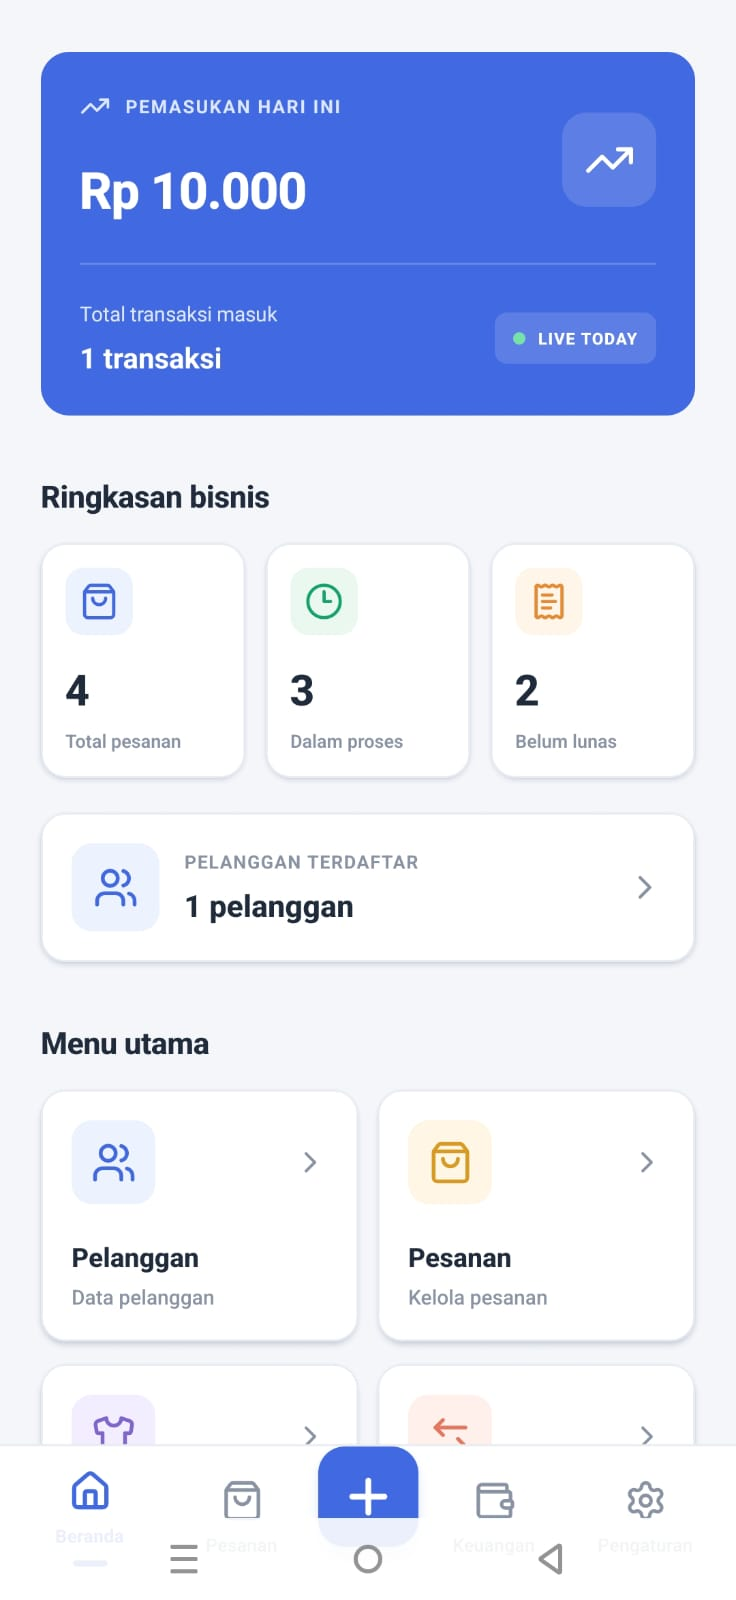 PEMASUKAN HARI INI
Rp 10.000
Total transaksi masuk
1 transaksi
LIVE TODAY
Ringkasan bisnis
4
Total pesanan
3
Dalam proses
2
Belum lunas
PELANGGAN TERDAFTAR
1 pelanggan
Menu utama
Pelanggan
Data pelanggan
Pesanan
Kelola pesanan
Beranda
Pesanan
Keuangan
Pengaturan